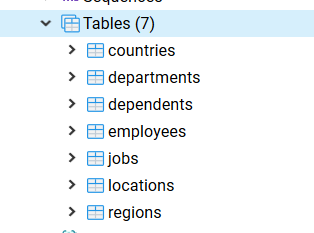 Tables (7)
countries
departments
dependents
employees
jobs
locations
regions